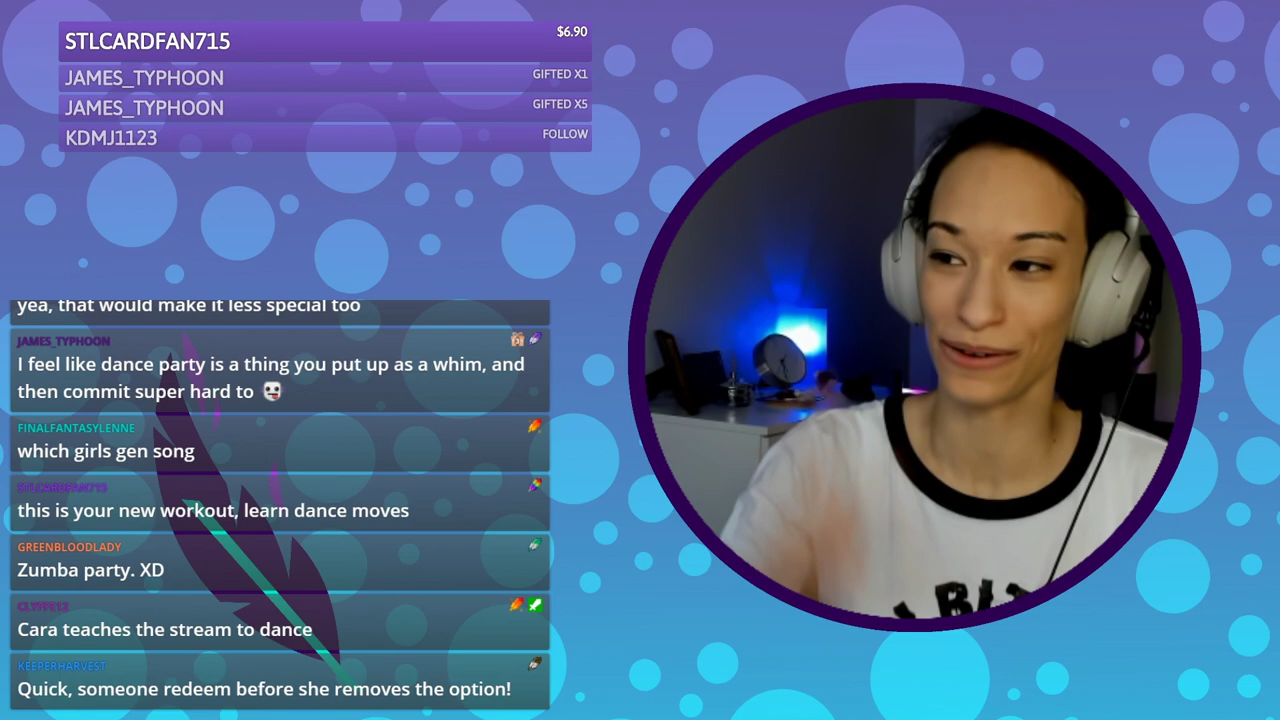 STLCARDFAN715 $6.90
JAMES_TYPHOON GIFTED X1
JAMES_TYPHOON GIFTED X5
KDMJ1123 FOLLOW
yea, that would make it less special too
JAMES_TYPHOON
I feel like dance party is a thing you put up as a whim, and
then commit super hard to
FINALFANTASYLENNE
which girls gen song
STLCARDFAN715
this is your new workout, learn dance moves
GREENBLOODLADY
Zumba party. XD
CLYFFE12
Cara teaches the stream to dance
KEEPERHARVEST
Quick, someone redeem before she removes the option!